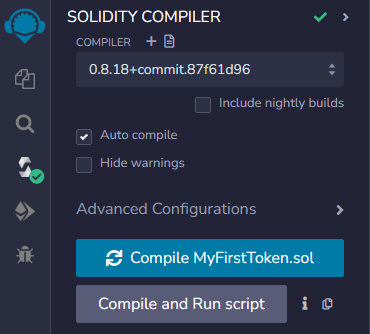 SOLIDITY COMPILER
COMPILER
0.8.18+commit.87f61d96
Include nightly builds
Auto compile
Hide warnings
Advanced Configurations
Compile MyFirstToken.sol
Compile and Run script